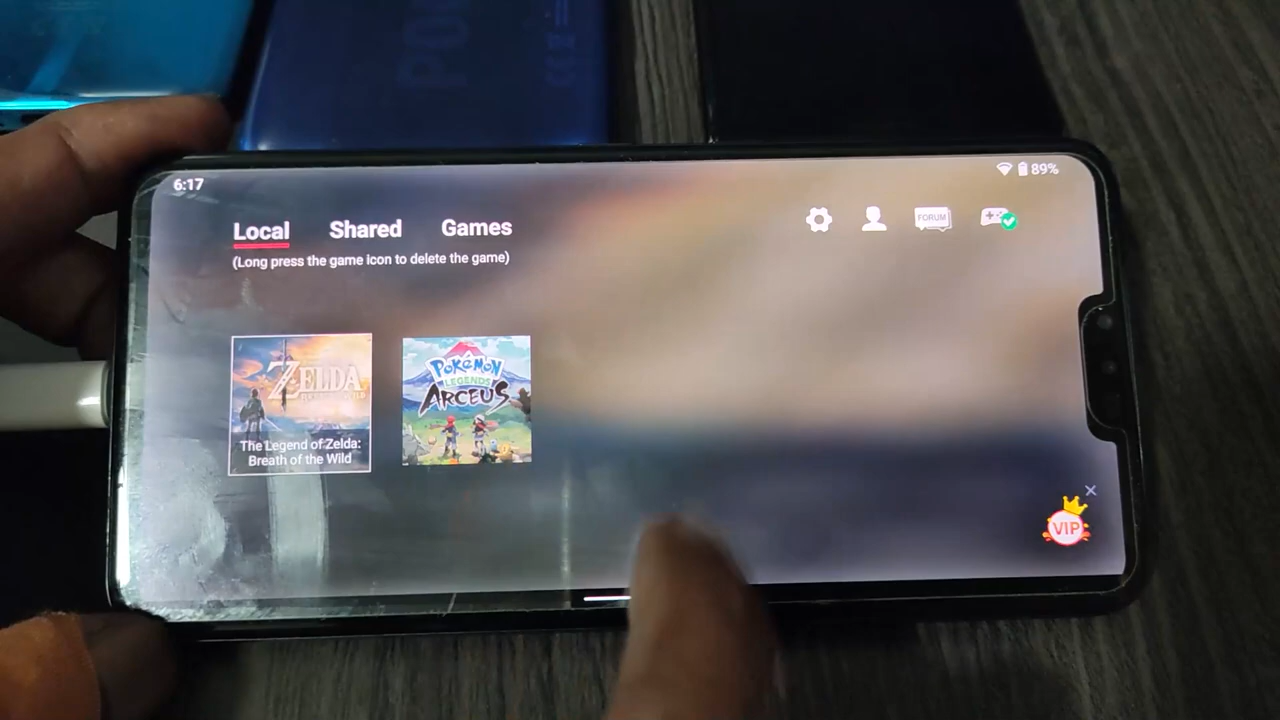 6:17
89%
Local
Shared
Games
FORUM
(Long press the game icon to delete the game)
ZELDA
The Legend of Zelda:
Breath of the Wild
POKÉMON
LEGENDS
ARCEUS
VIP